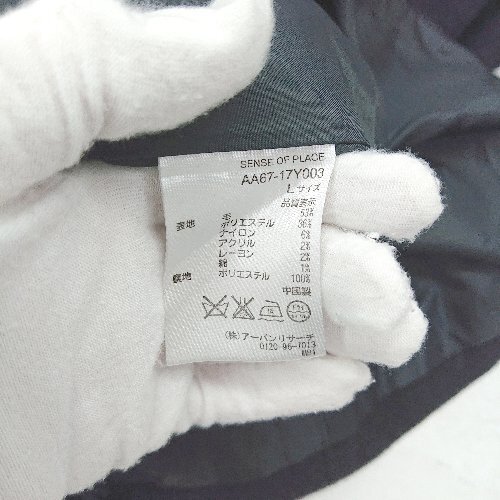 SENSE OF PLACE
AA67-17Y003
Lサイズ
品質表示
表地 毛 53%
ポリエステル 36%
ナイロン 6%
アクリル 2%
レーヨン 2%
綿 1%
裏地 ポリエステル 100%
中国製
(株)アーバンリサーチ
0120-96-7013